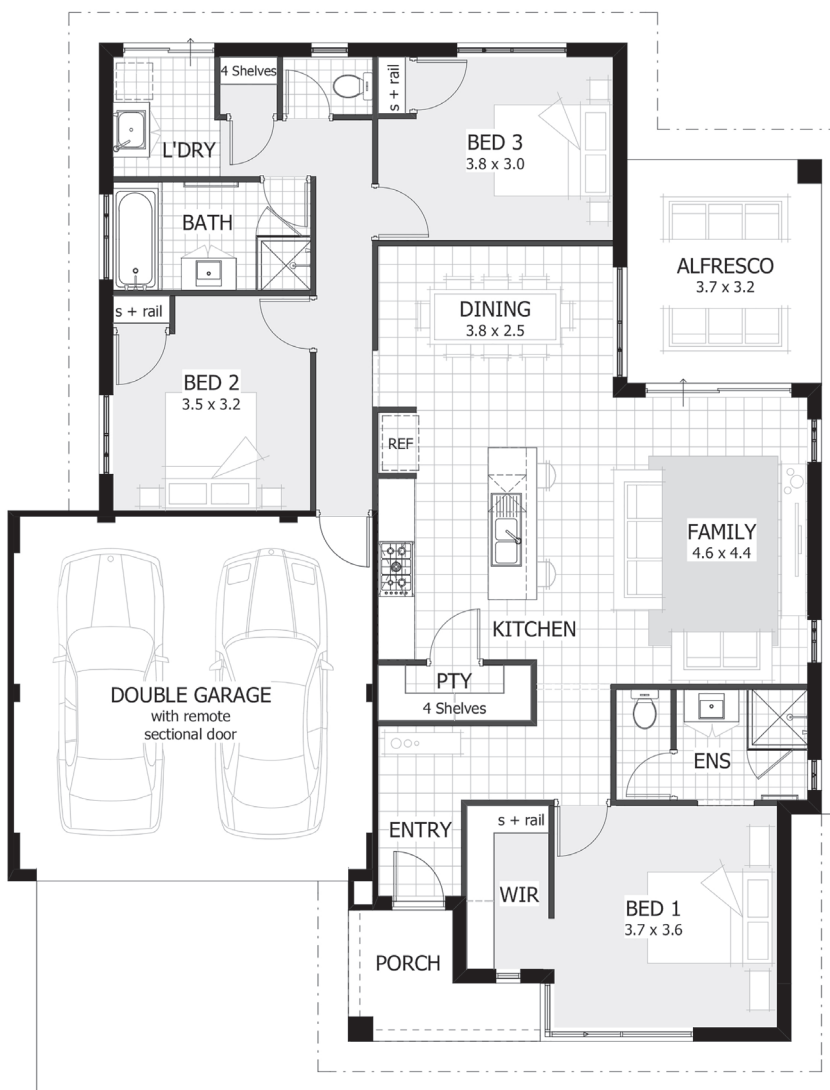 4 Shelves
s + rail
L'DRY
BED 3
3.8 x 3.0
BATH
ALFRESCO
3.7 x 3.2
DINING
3.8 x 2.5
s + rail
BED 2
3.5 x 3.2
REF
FAMILY
4.6 x 4.4
KITCHEN
PTY
4 Shelves
DOUBLE GARAGE
with remote
sectional door
ENS
ENTRY
s + rail
WIR
BED 1
3.7 x 3.6
PORCH